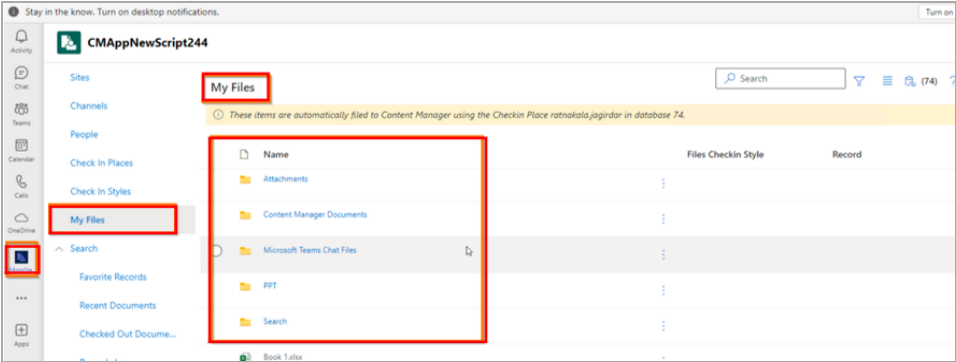 Stay in the know. Turn on desktop notifications.
Turn on
Activity
Chat
Teams
Calendar
Calls
OneDrive
Apps
CMAppNewScript244
Sites
Channels
People
Check In Places
Check In Styles
My Files
Search
Favorite Records
Recent Documents
Checked Out Docume...
My Files
Search
(74)
These items are automatically filed to Content Manager using the Checkin Place ratnakala.jagirdar in database 74.
Name Files Checkin Style Record
Attachments
Content Manager Documents
Microsoft Teams Chat Files
PPT
Search
Book 1.xlsx